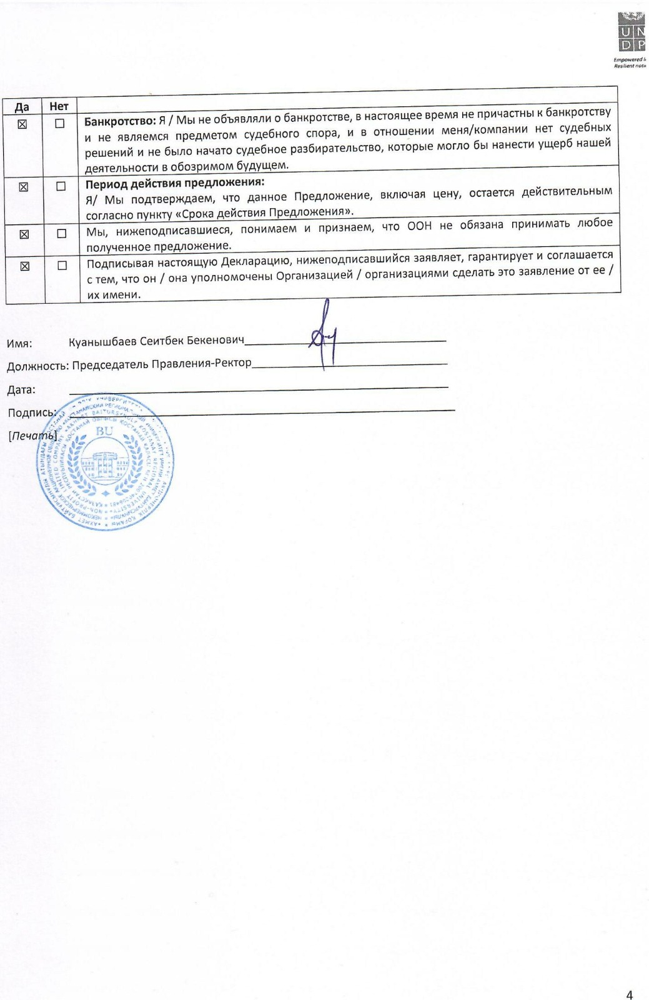 UN
DP
Empowered l
Resilient nati
Да Нет
☒ ☐ Банкротство: Я / Мы не объявляли о банкротстве, в настоящее время не причастны к банкротству
и не являемся предметом судебного спора, и в отношении меня/компании нет судебных
решений и не было начато судебное разбирательство, которые могло бы нанести ущерб нашей
деятельности в обозримом будущем.
☒ ☐ Период действия предложения:
Я/ Мы подтверждаем, что данное Предложение, включая цену, остается действительным
согласно пункту «Срока действия Предложения».
☒ ☐ Мы, нижеподписавшиеся, понимаем и признаем, что ООН не обязана принимать любое
полученное предложение.
☒ ☐ Подписывая настоящую Декларацию, нижеподписавшийся заявляет, гарантирует и соглашается
с тем, что он / она уполномочены Организацией / организациями сделать это заявление от ее /
их имени.
Имя: Куанышбаев Сеитбек Бекенович
Должность: Председатель Правления-Ректор
Дата:
Подпись:
[Печать]
BU
4